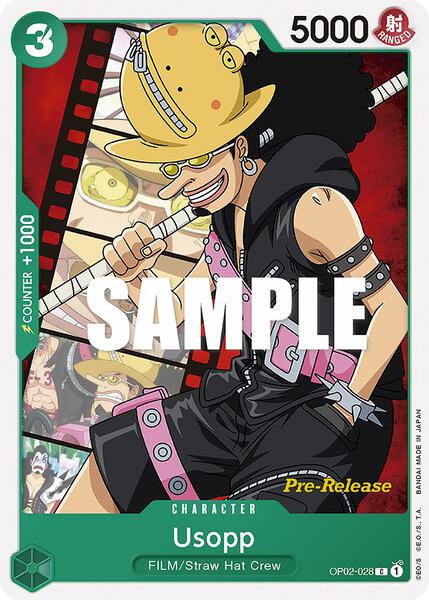 3
5000
射
RANGED
COUNTER +1000
SAMPLE
Pre-Release
CHARACTER
Usopp
FILM/Straw Hat Crew
OP02-028 C 1
©E.O/S ©E.O./S., T.A. BANDAI MADE IN JAPAN